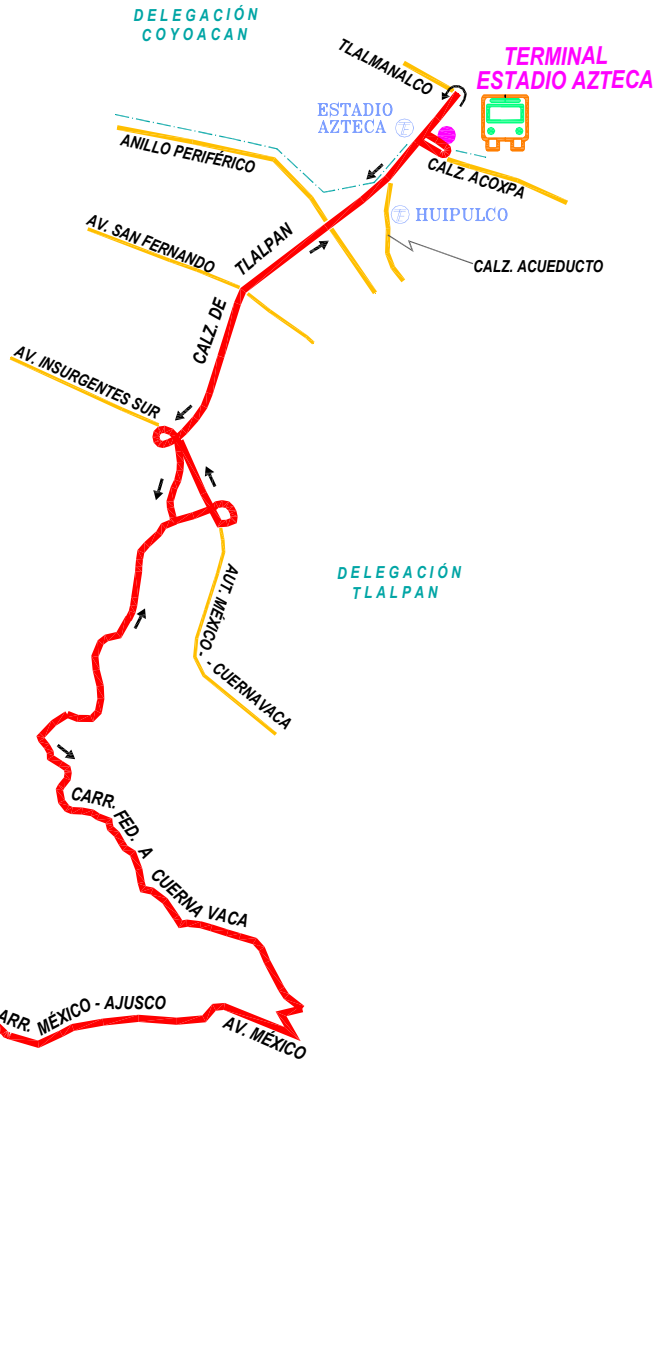 DELEGACIÓN
COYOACAN
TLALMANALCO
TERMINAL
ESTADIO AZTECA
ESTADIO
AZTECA
ANILLO PERIFÉRICO
CALZ. ACOXPA
HUIPULCO
AV. SAN FERNANDO
CALZ. DE TLALPAN
CALZ. ACUEDUCTO
AV. INSURGENTES SUR
DELEGACIÓN
TLALPAN
AUT. MÉXICO - - CUERNAVACA
CARR. FED. A CUERNA VACA
ARR. MÉXICO - AJUSCO
AV. MÉXICO